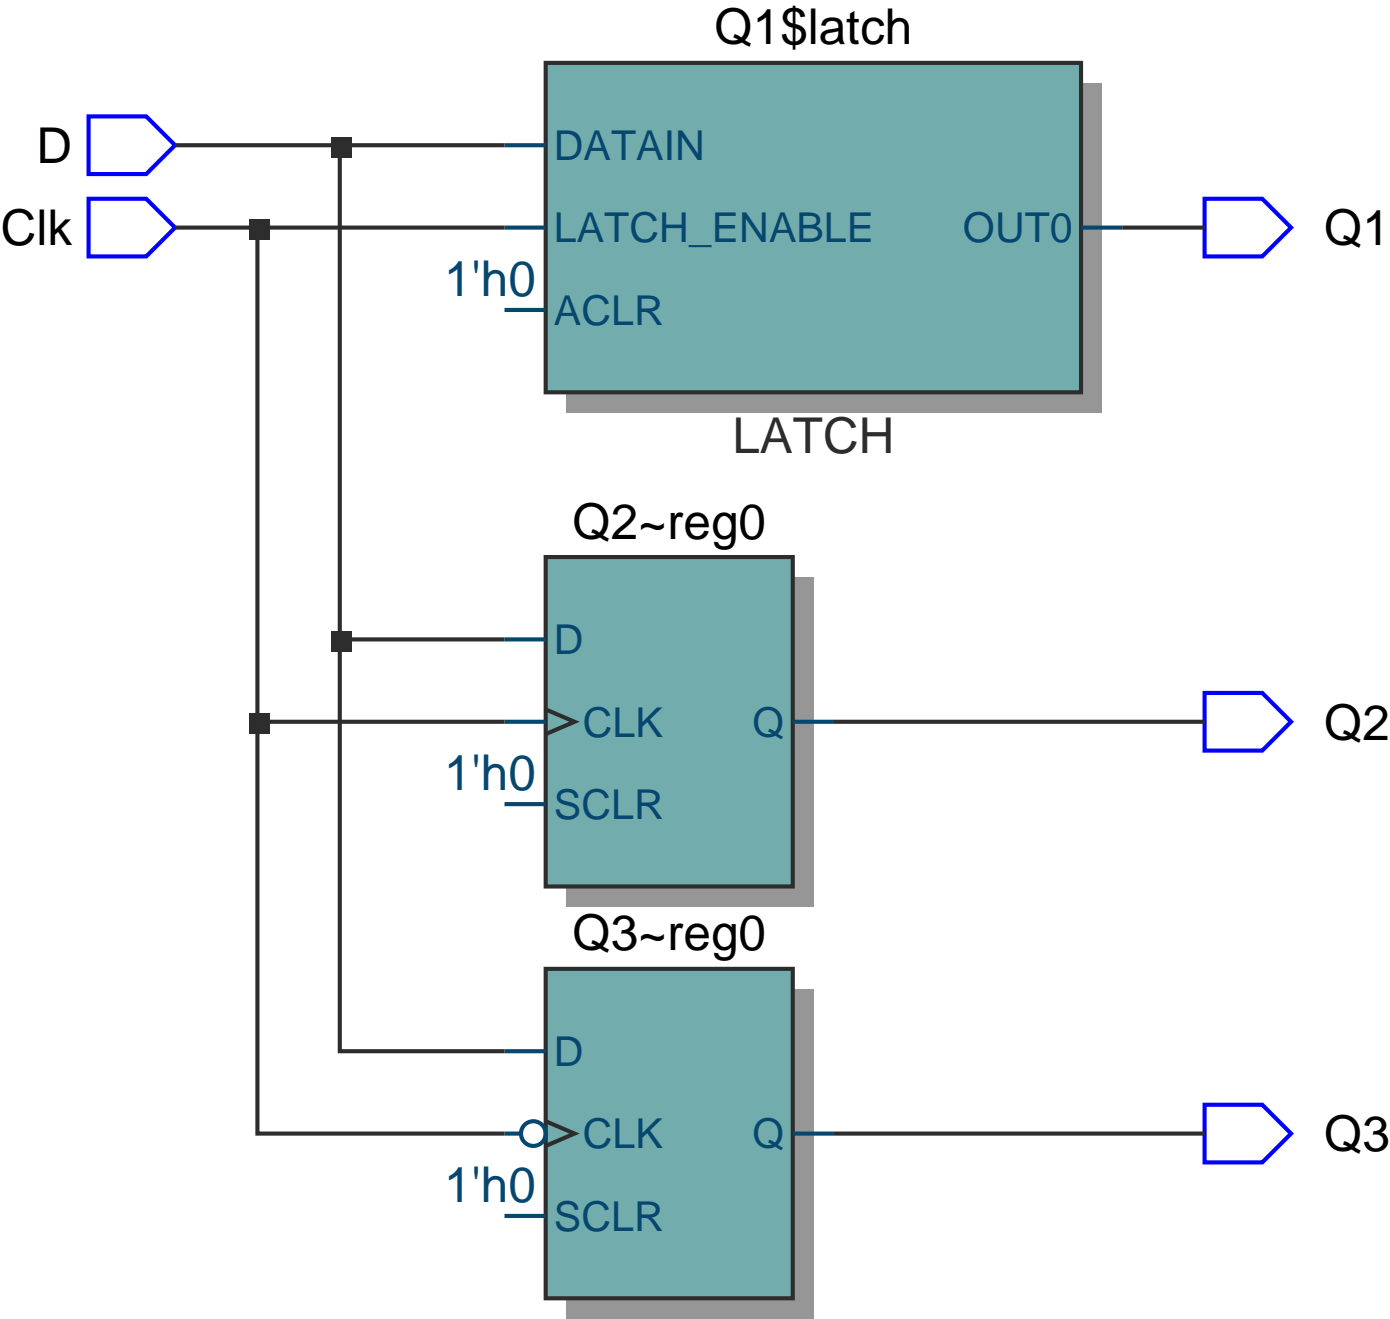 Q1$latch
D
DATAIN
Clk
LATCH_ENABLE
OUT0
Q1
1'h0
ACLR
LATCH
Q2~reg0
D
CLK
Q
Q2
1'h0
SCLR
Q3~reg0
D
CLK
Q
Q3
1'h0
SCLR